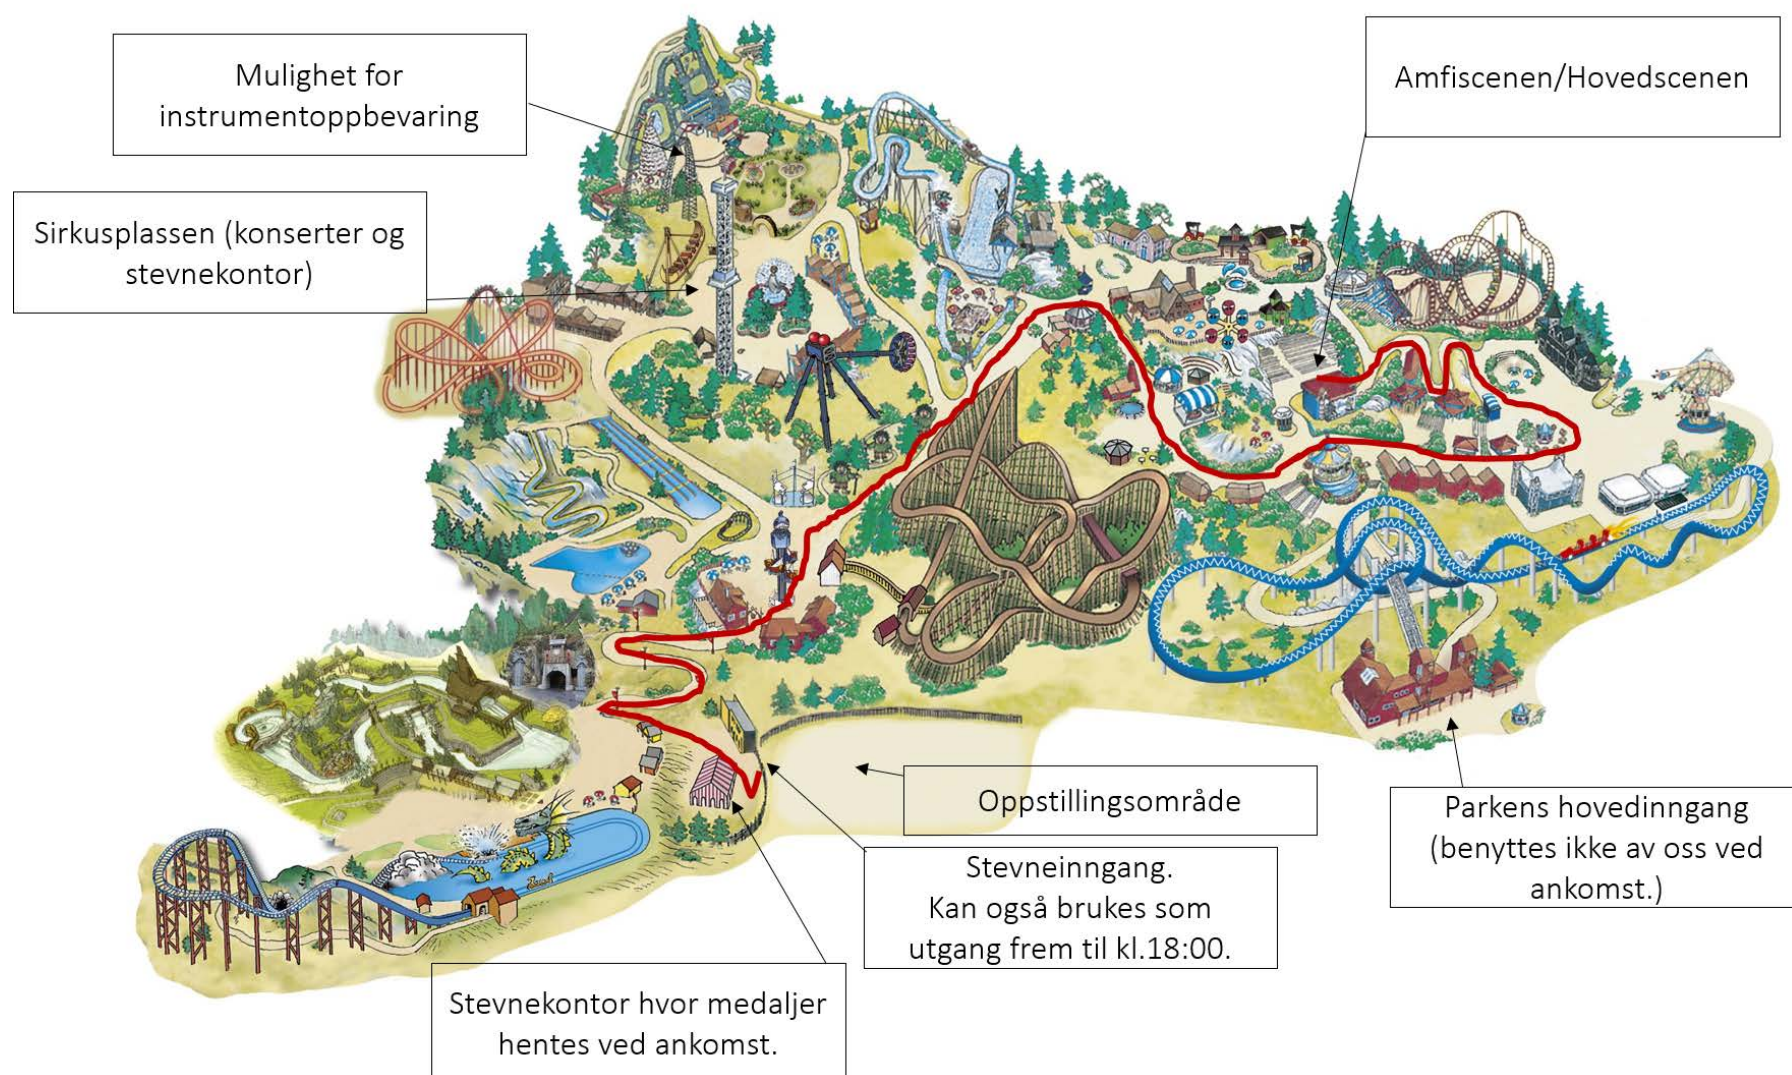 Mulighet for
instrumentoppbevaring
Amfiscenen/Hovedscenen
Sirkusplassen (konserter og
stevnekontor)
Oppstillingsområde
Parkens hovedinngang
(benyttes ikke av oss ved
ankomst.)
Stevneinngang.
Kan også brukes som
utgang frem til kl.18:00.
Stevnekontor hvor medaljer
hentes ved ankomst.